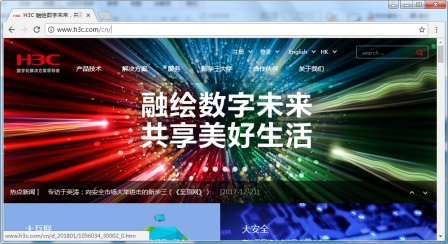 H3C 融绘数字未来，共享
www.h3c.com/cn/
注册 登录 English HK
search ...
H3C
数字化解决方案领导者
产品技术 解决方案 服务 新华三大学 合作伙伴 关于我们
融绘数字未来
共享美好生活
热点新闻 | 专访于英涛：向安全市场大举进击的新华三（《至顶网》） [2017-12-21]
大互联 大安全
www.h3c.com/cn/d_201801/1056034_30002_0.htm